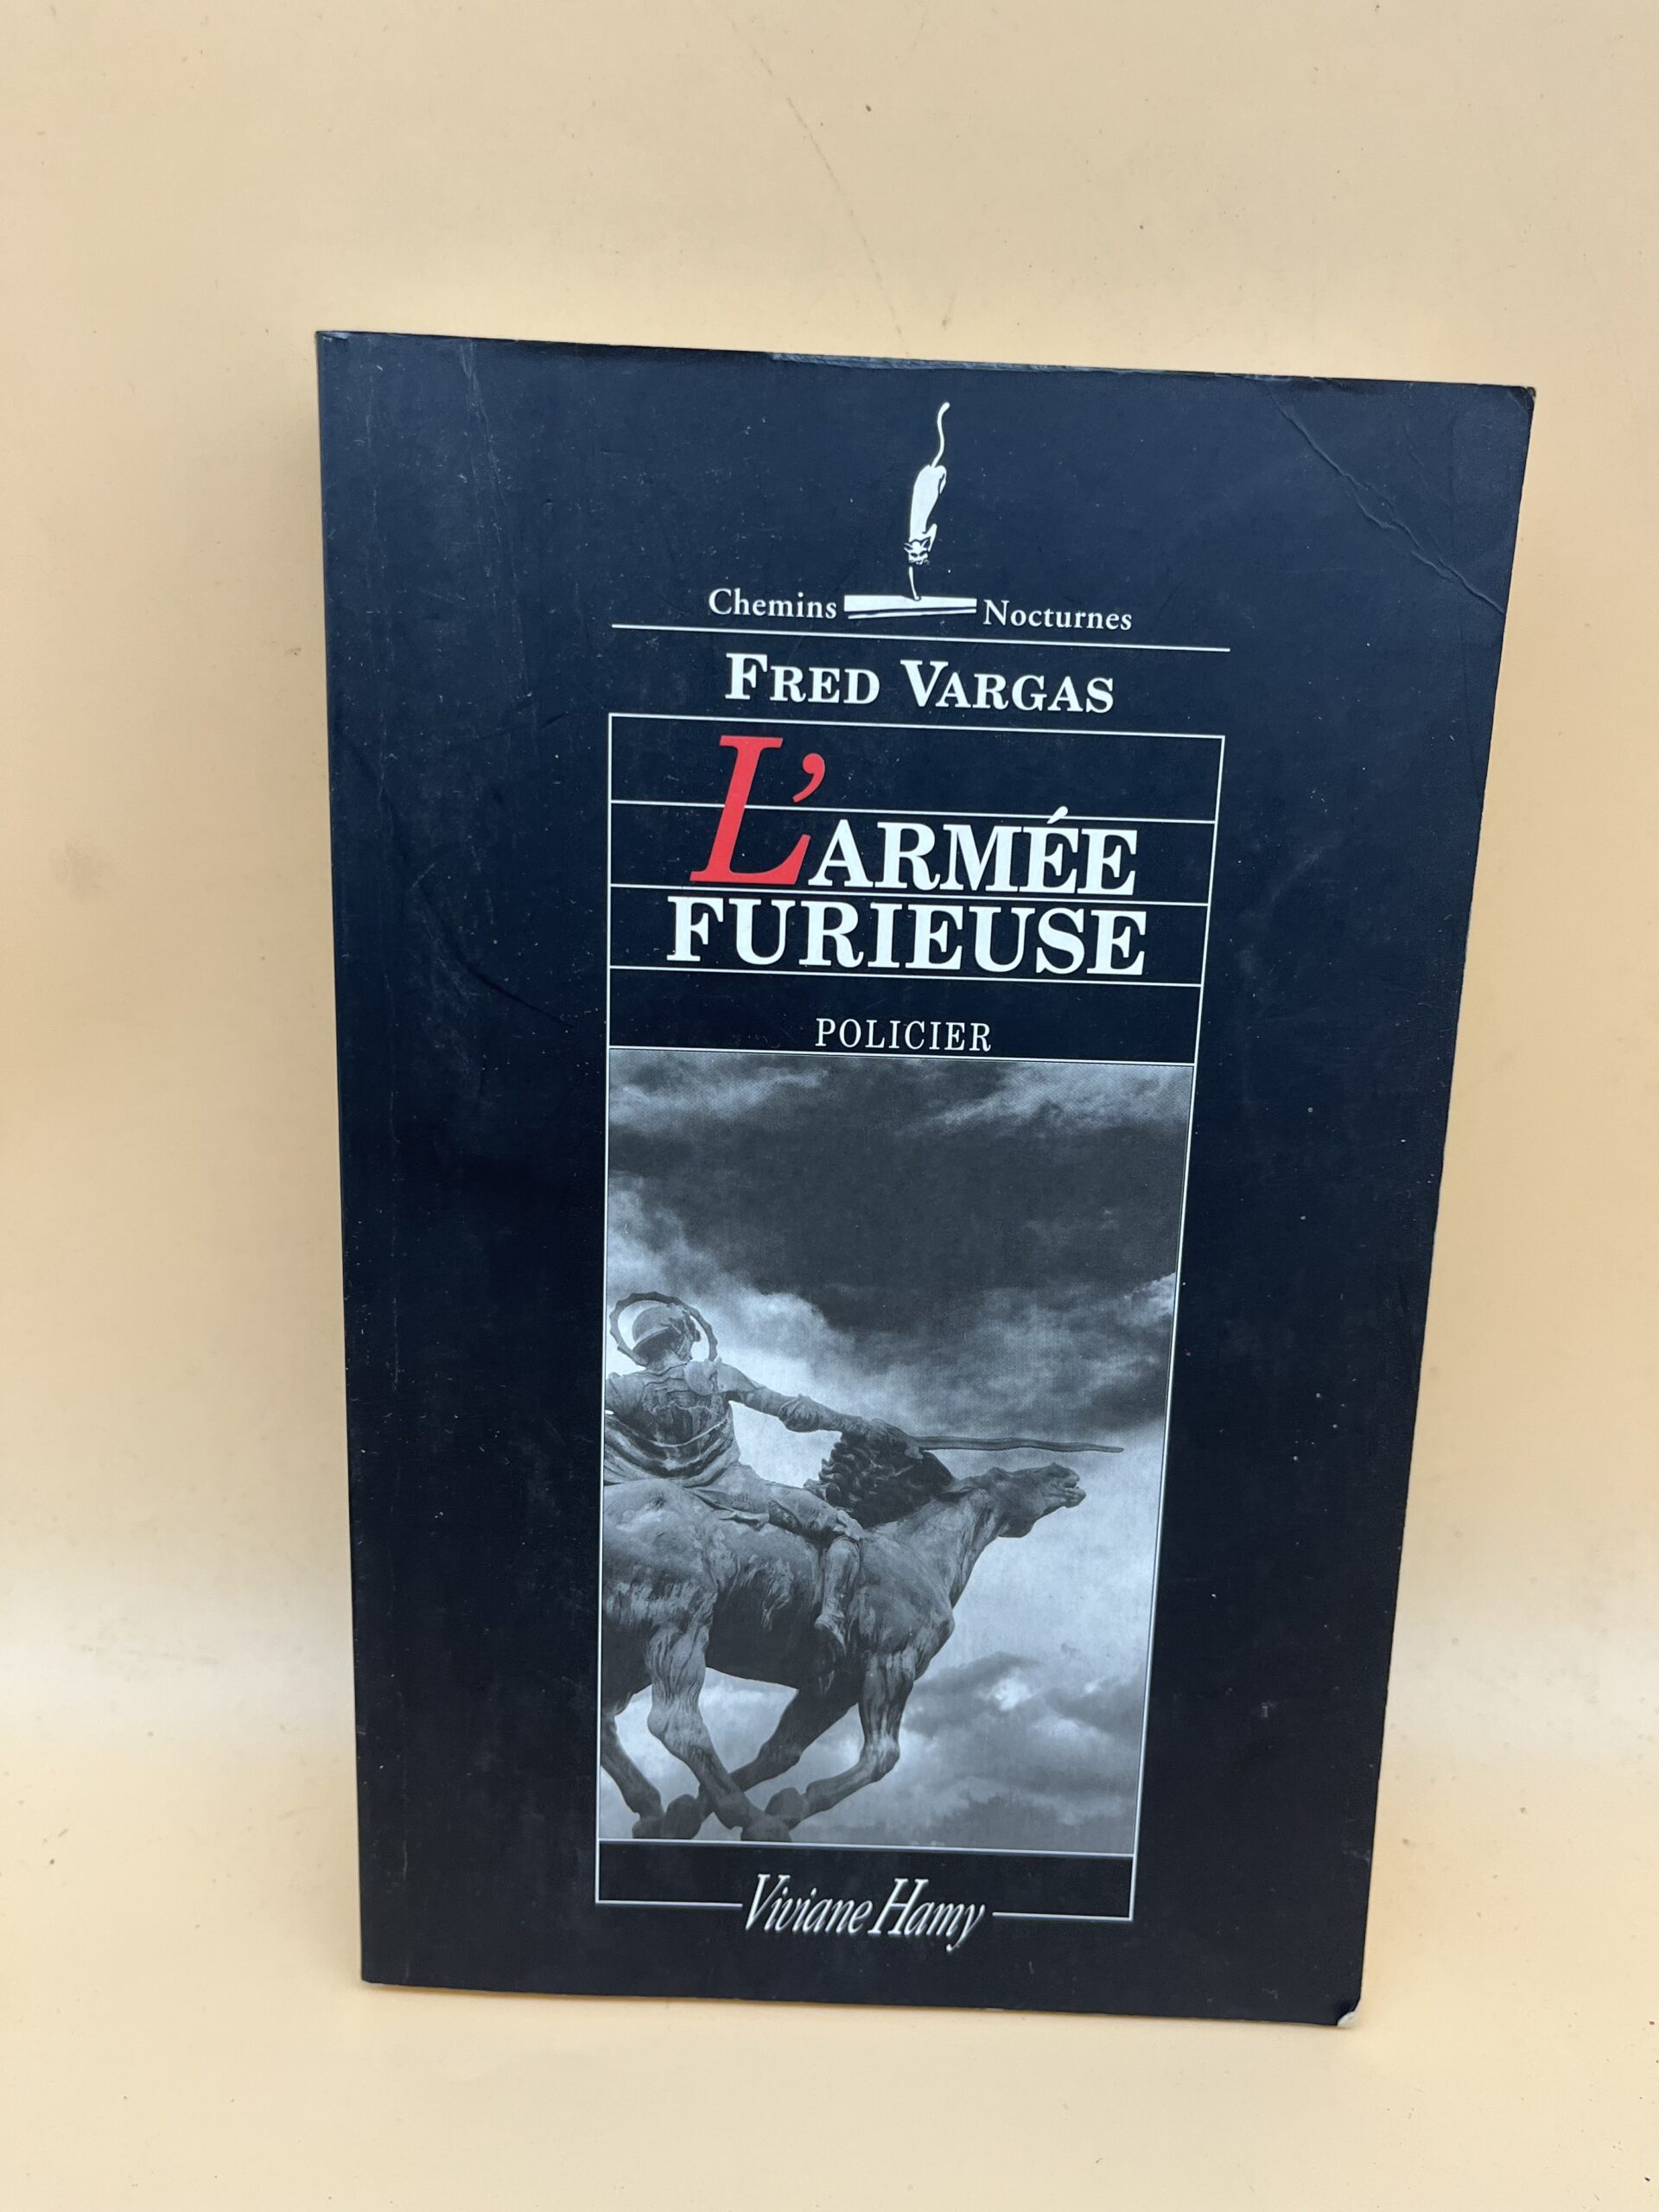 Chemins Nocturnes
FRED VARGAS
L'ARMÉE
FURIEUSE
POLICIER
Viviane Hamy